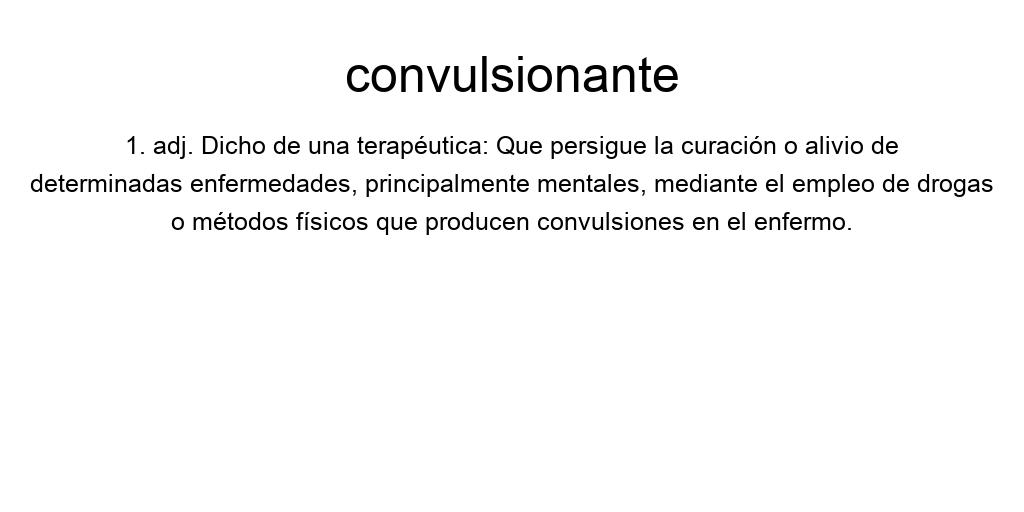 convulsionante
1. adj. Dicho de una terapéutica: Que persigue la curación o alivio de
determinadas enfermedades, principalmente mentales, mediante el empleo de drogas
o métodos físicos que producen convulsiones en el enfermo.